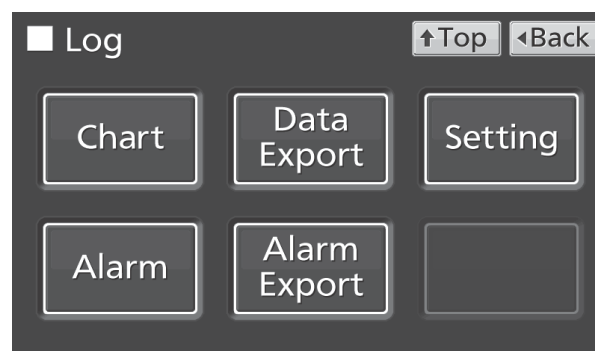 Log
↑Top
◂Back
Chart
Data
Export
Setting
Alarm
Alarm
Export